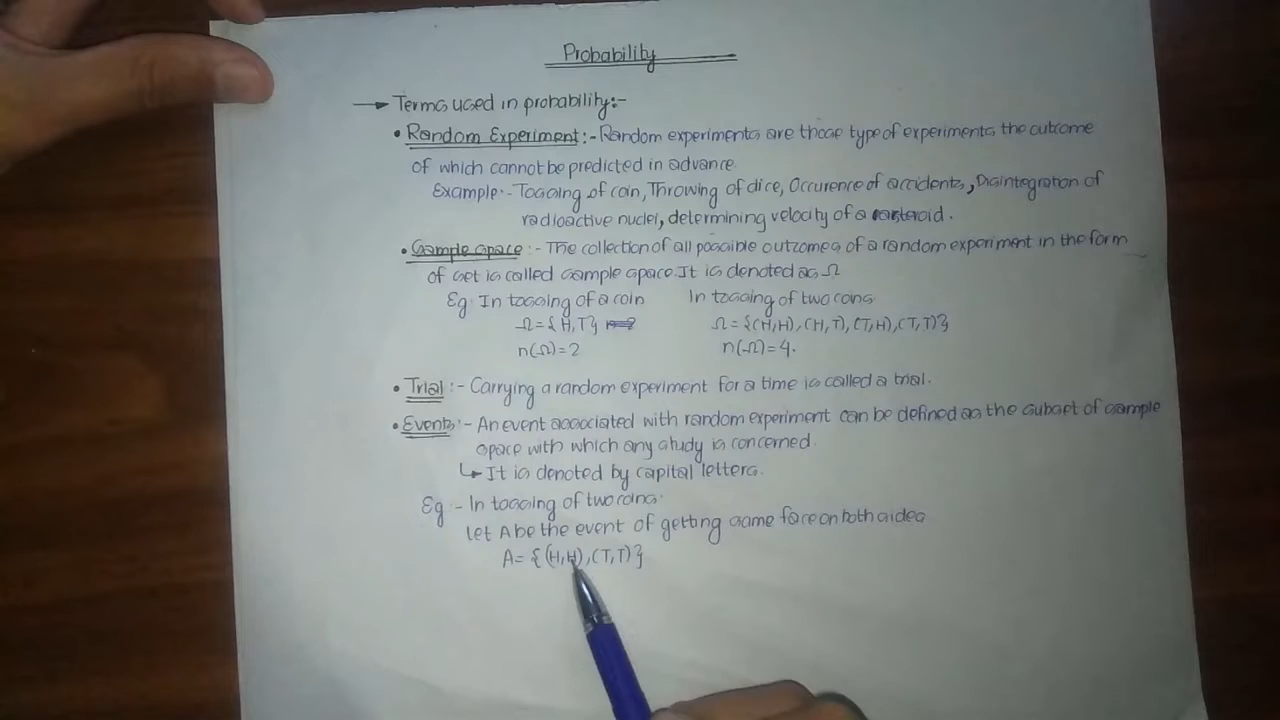 Probability
→ Terms used in probability:-
• Random Experiment:- Random experiments are those type of experiments the outcome
of which cannot be predicted in advance.
Example:- Tossing of coin, Throwing of dice, Occurence of accidents, Disintegration of
radioactive nuclei, determining velocity of a asteroid.
• Sample space:- The collection of all possible outcomes of a random experiment in the form
of set is called sample space. It is denoted as Ω
Eg: In tossing of a coin In tossing of two coins
Ω = {H,T} Ω = {(H,H), (H,T), (T,H), (T,T)}
n(Ω) = 2 n(Ω) = 4.
• Trial:- Carrying a random experiment for a time is called a trial.
• Events:- An event associated with random experiment can be defined as the subset of sample
space with which any study is concerned.
↳ It is denoted by capital letters.
Eg:- In tossing of two coins.
Let A be the event of getting same face on both sides
A = {(H,H), (T,T)}